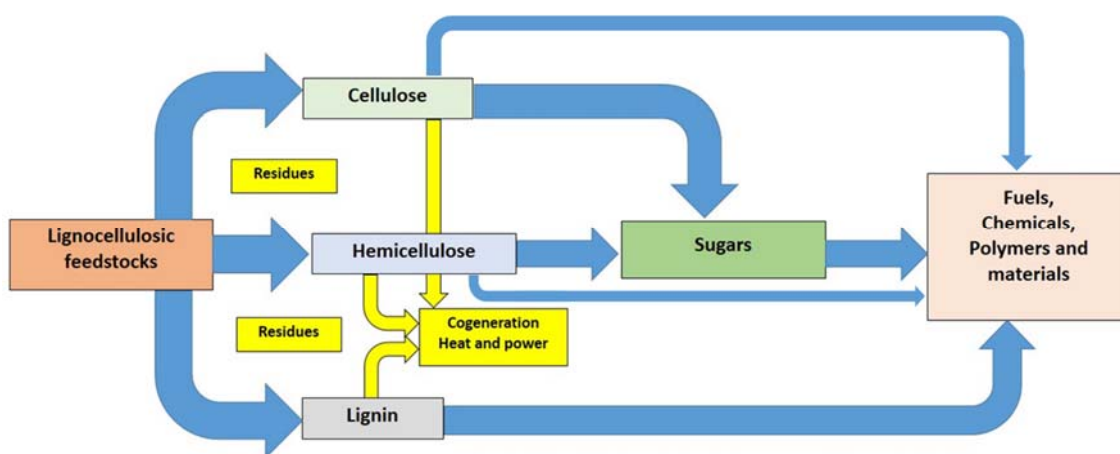 Cellulose
Residues
Lignocellulosic
feedstocks
Hemicellulose
Sugars
Fuels,
Chemicals,
Polymers and
materials
Residues
Cogeneration
Heat and power
Lignin